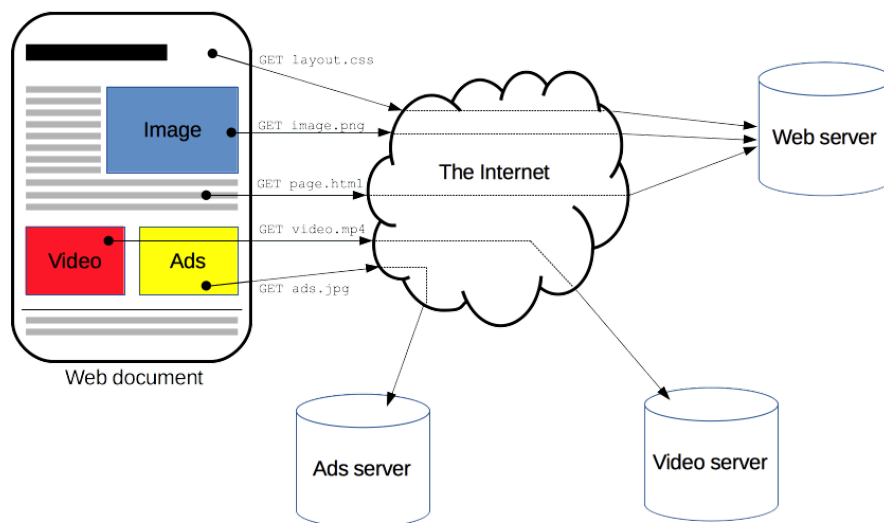 GET layout.css
Image
GET image.png
Web server
The Internet
GET page.html
GET video.mp4
Video
Ads
GET ads.jpg
Web document
Ads server
Video server